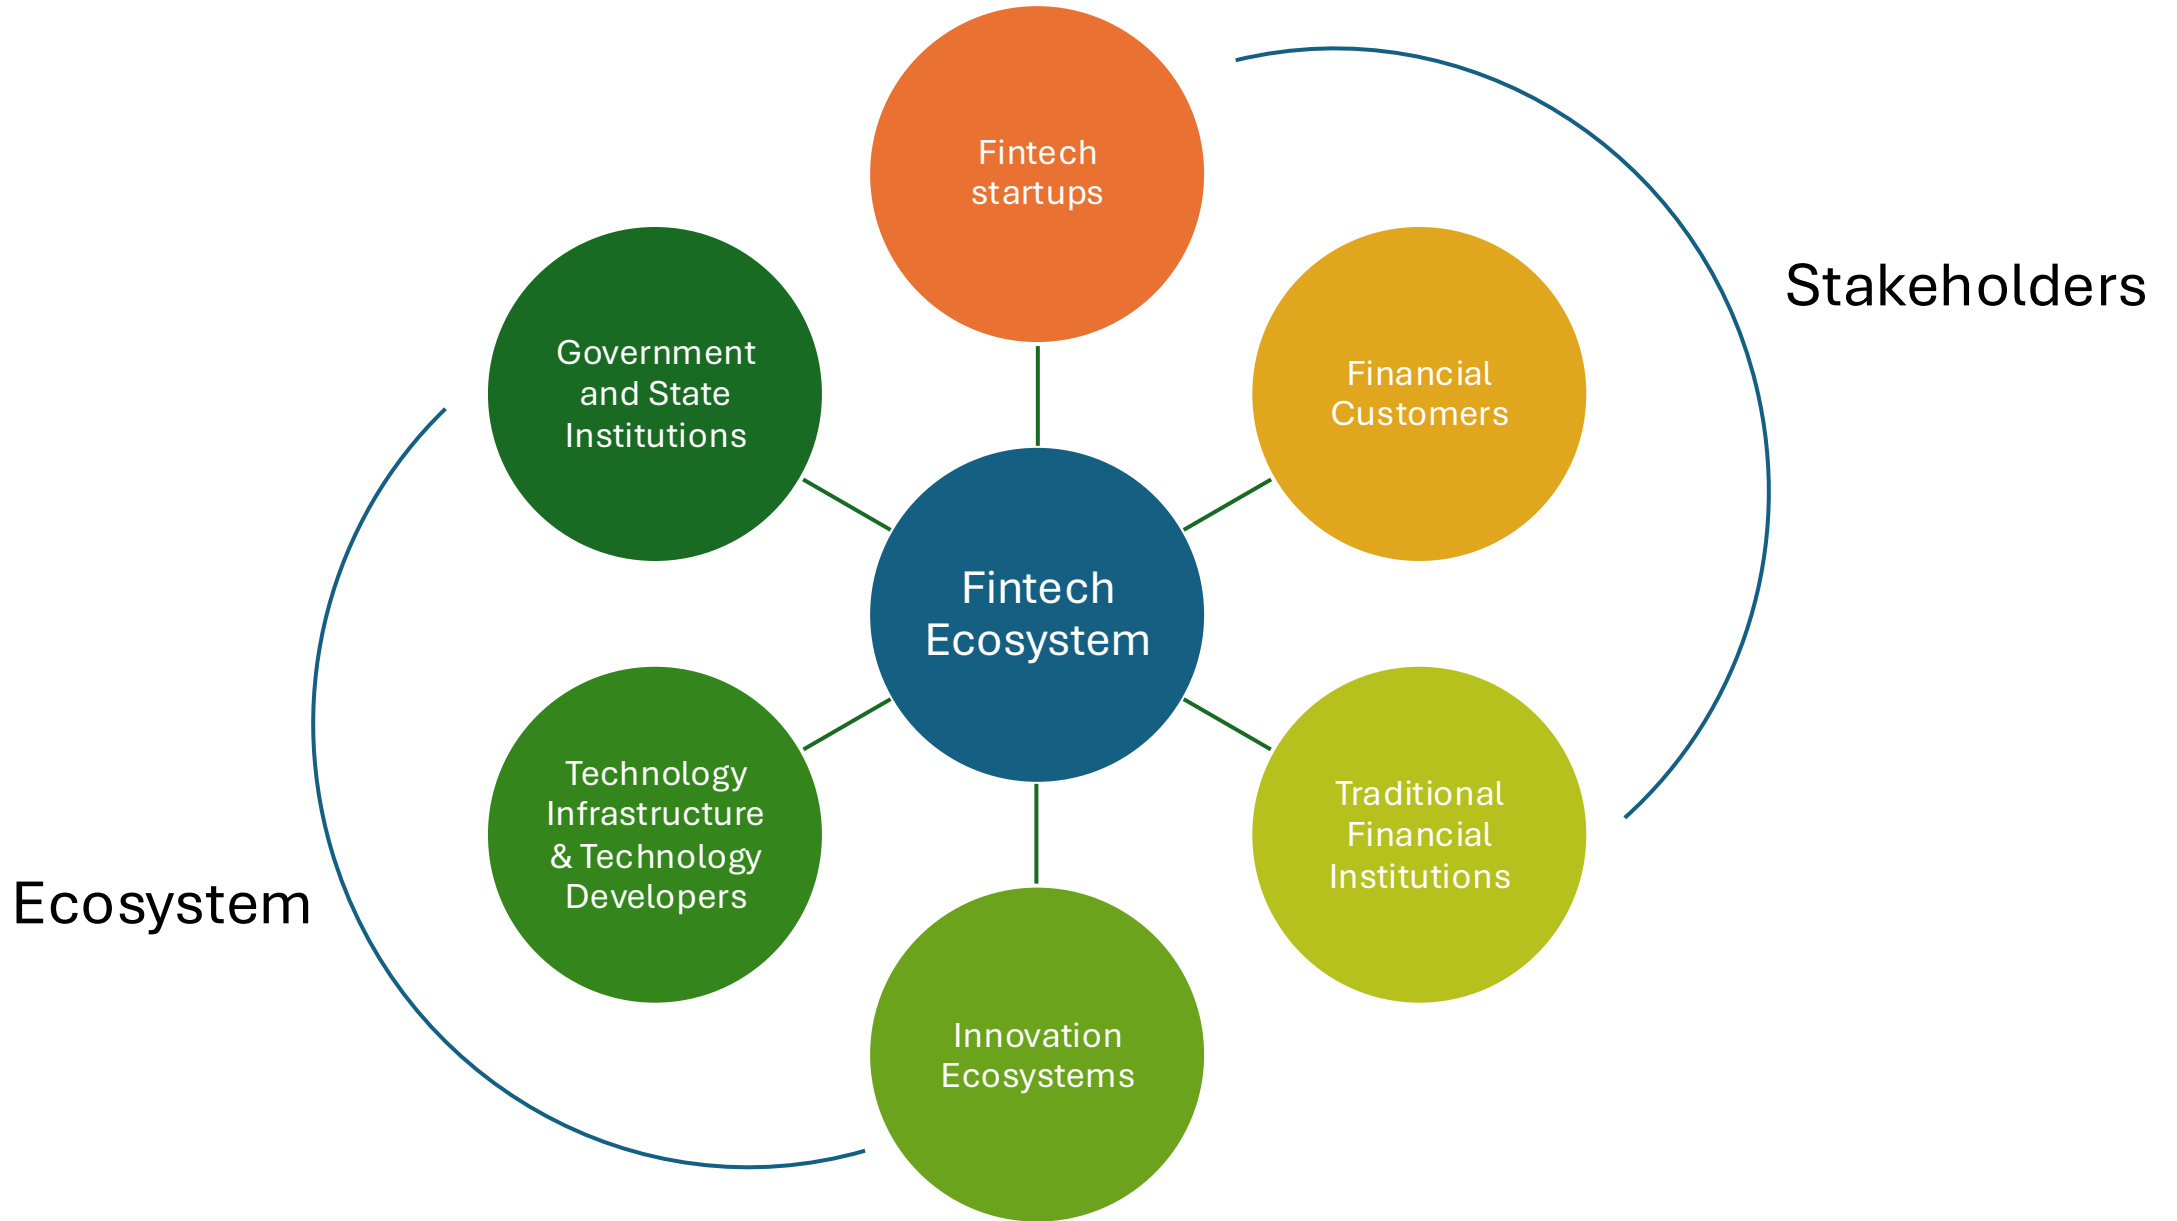 Fintech
startups
Stakeholders
Government
and State
Institutions
Financial
Customers
Fintech
Ecosystem
Technology
Infrastructure
& Technology
Developers
Traditional
Financial
Institutions
Ecosystem
Innovation
Ecosystems